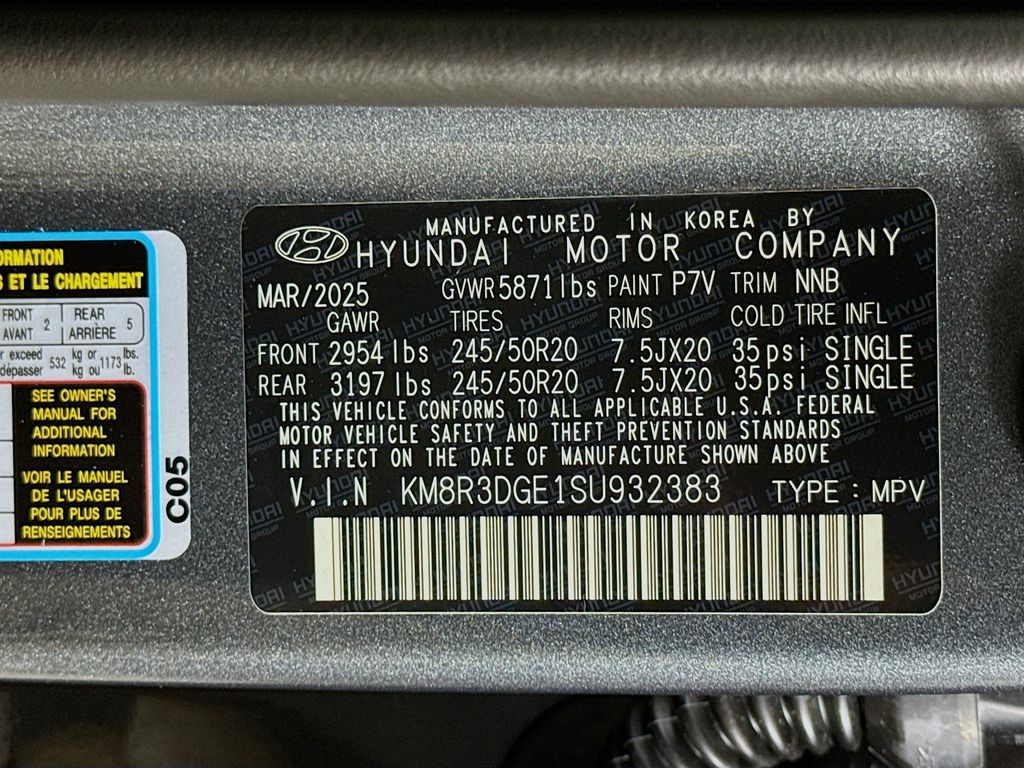 ORMATION
S ET LE CHARGEMENT
FRONT
AVANT 2
REAR
ARRIÈRE 5
r exceed
dépasser 532 kg or
kg ou 1173 lbs.
lb.
SEE OWNER'S
MANUAL FOR
ADDITIONAL
INFORMATION
VOIR LE MANUEL
DE L'USAGER
POUR PLUS DE
RENSEIGNEMENTS
C05
MANUFACTURED IN KOREA BY
HYUNDAI MOTOR COMPANY
MAR/2025 GVWR 5871 lbs PAINT P7V TRIM NNB
GAWR TIRES RIMS COLD TIRE INFL
FRONT 2954 lbs 245/50R20 7.5JX20 35 psi SINGLE
REAR 3197 lbs 245/50R20 7.5JX20 35 psi SINGLE
THIS VEHICLE CONFORMS TO ALL APPLICABLE U.S.A. FEDERAL
MOTOR VEHICLE SAFETY AND THEFT PREVENTION STANDARDS
IN EFFECT ON THE DATE OF MANUFACTURE SHOWN ABOVE
V.I.N KM8R3DGE1SU932383 TYPE : MPV